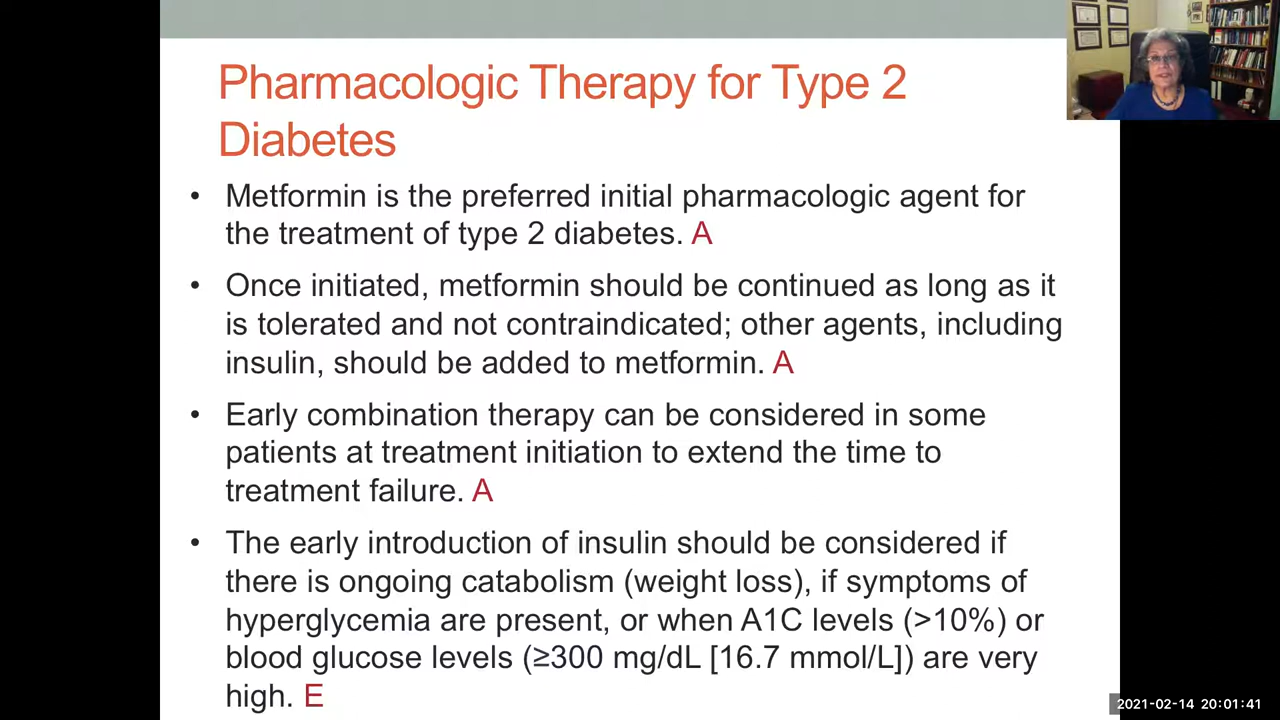 Pharmacologic Therapy for Type 2
Diabetes
• Metformin is the preferred initial pharmacologic agent for
the treatment of type 2 diabetes. A
• Once initiated, metformin should be continued as long as it
is tolerated and not contraindicated; other agents, including
insulin, should be added to metformin. A
• Early combination therapy can be considered in some
patients at treatment initiation to extend the time to
treatment failure. A
• The early introduction of insulin should be considered if
there is ongoing catabolism (weight loss), if symptoms of
hyperglycemia are present, or when A1C levels (>10%) or
blood glucose levels (≥300 mg/dL [16.7 mmol/L]) are very
high. E
2021-02-14 20:01:41